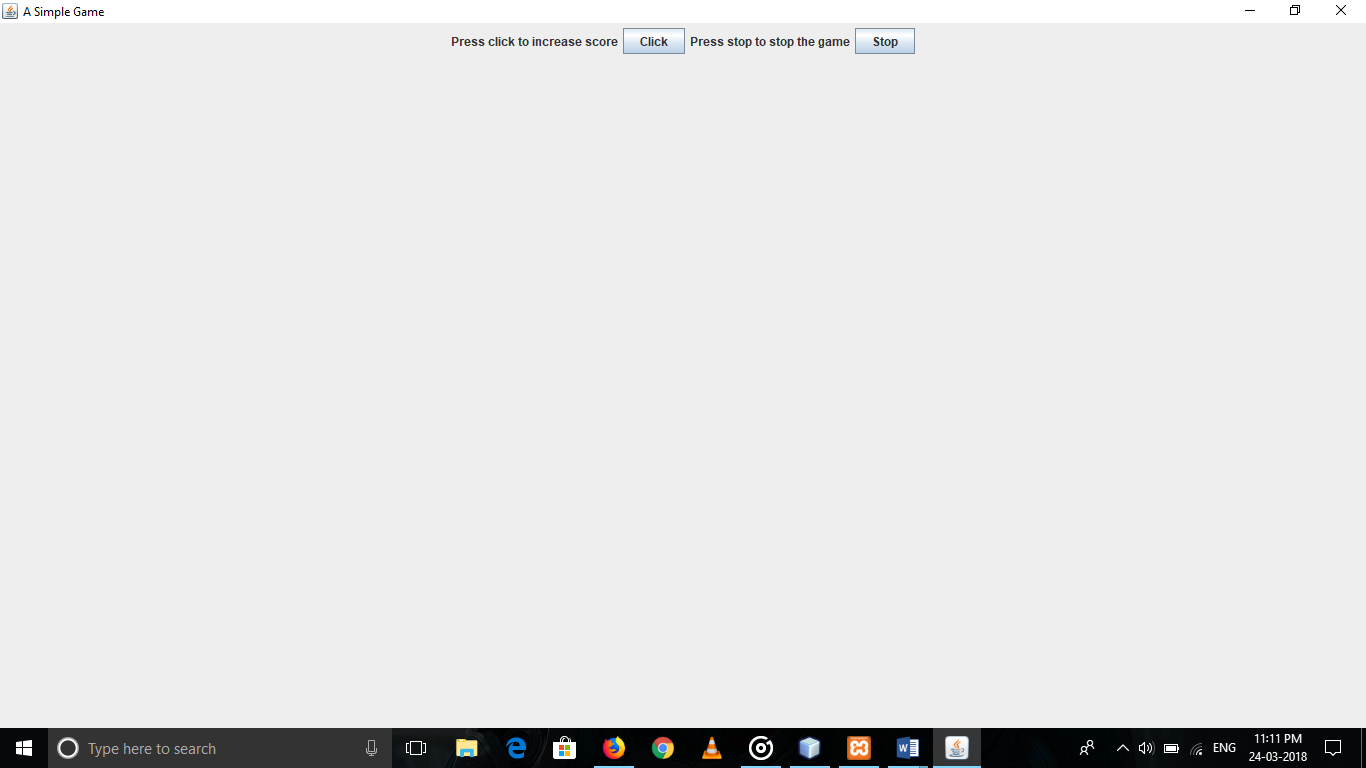 A Simple Game
Press click to increase score Click Press stop to stop the game Stop
Type here to search
ENG
11:11 PM
24-03-2018